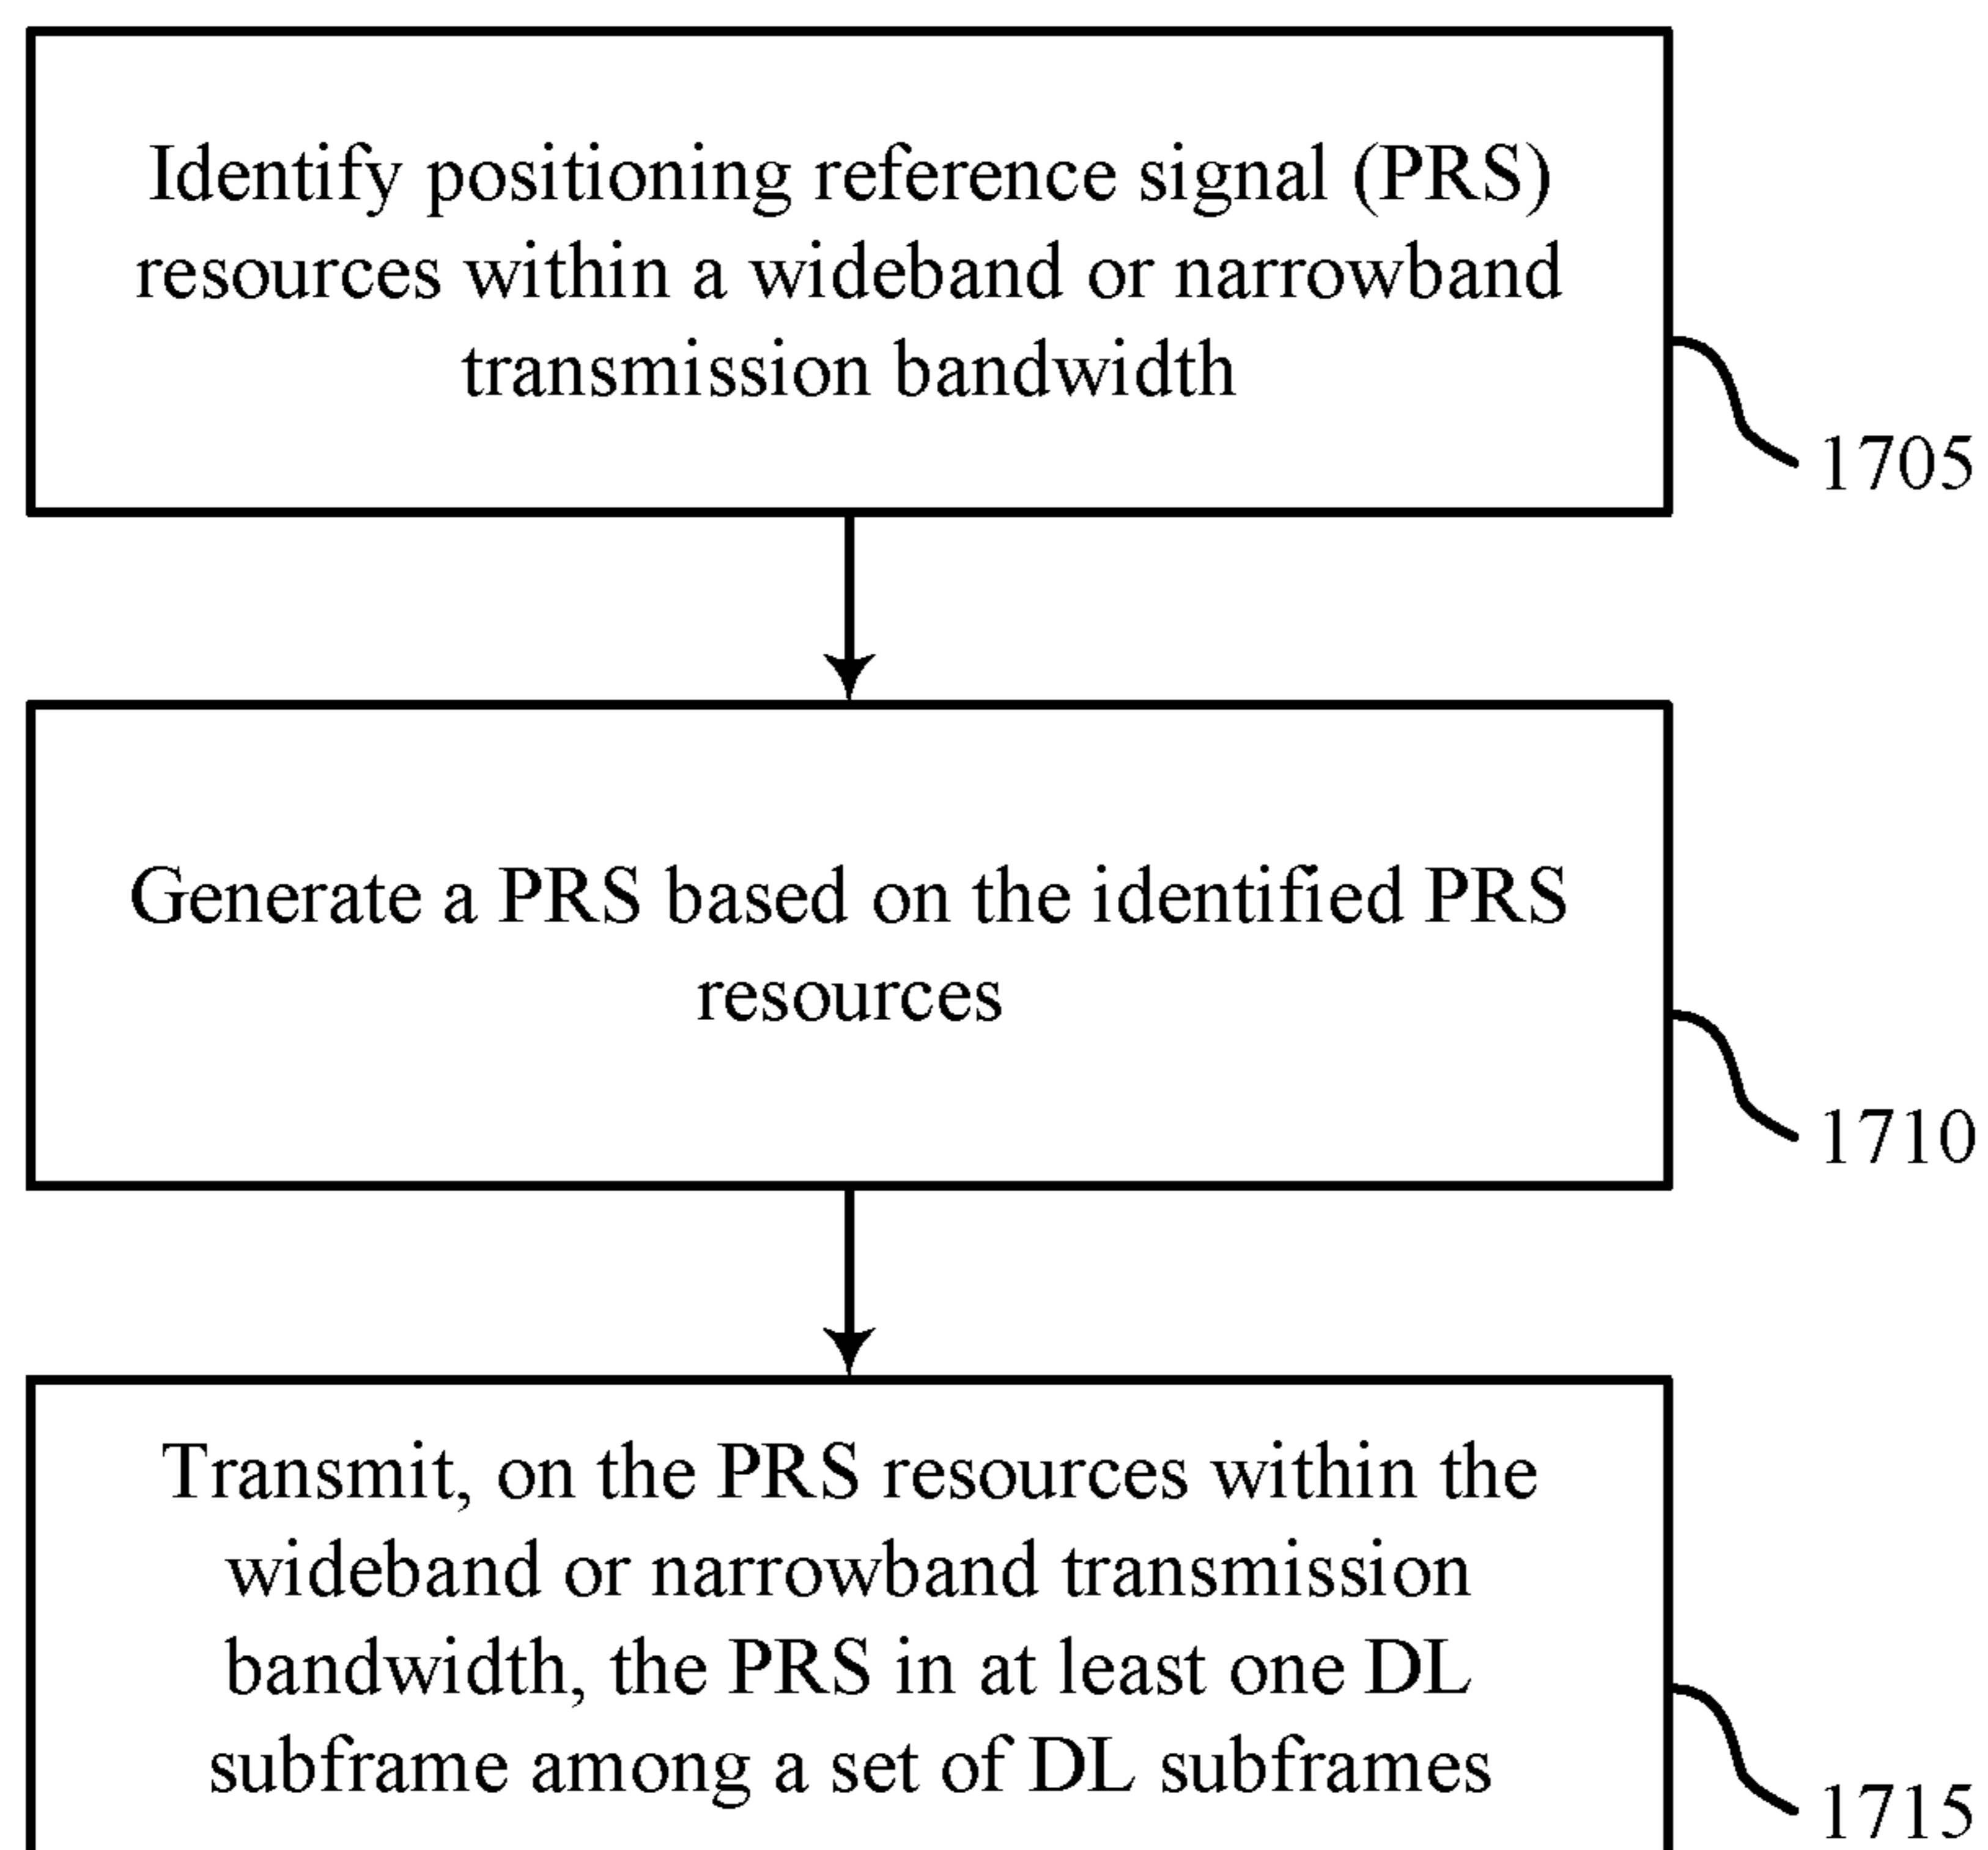 Identify positioning reference signal (PRS)
resources within a wideband or narrowband
transmission bandwidth
1705
Generate a PRS based on the identified PRS
resources
1710
Transmit, on the PRS resources within the
wideband or narrowband transmission
bandwidth, the PRS in at least one DL
subframe among a set of DL subframes
1715